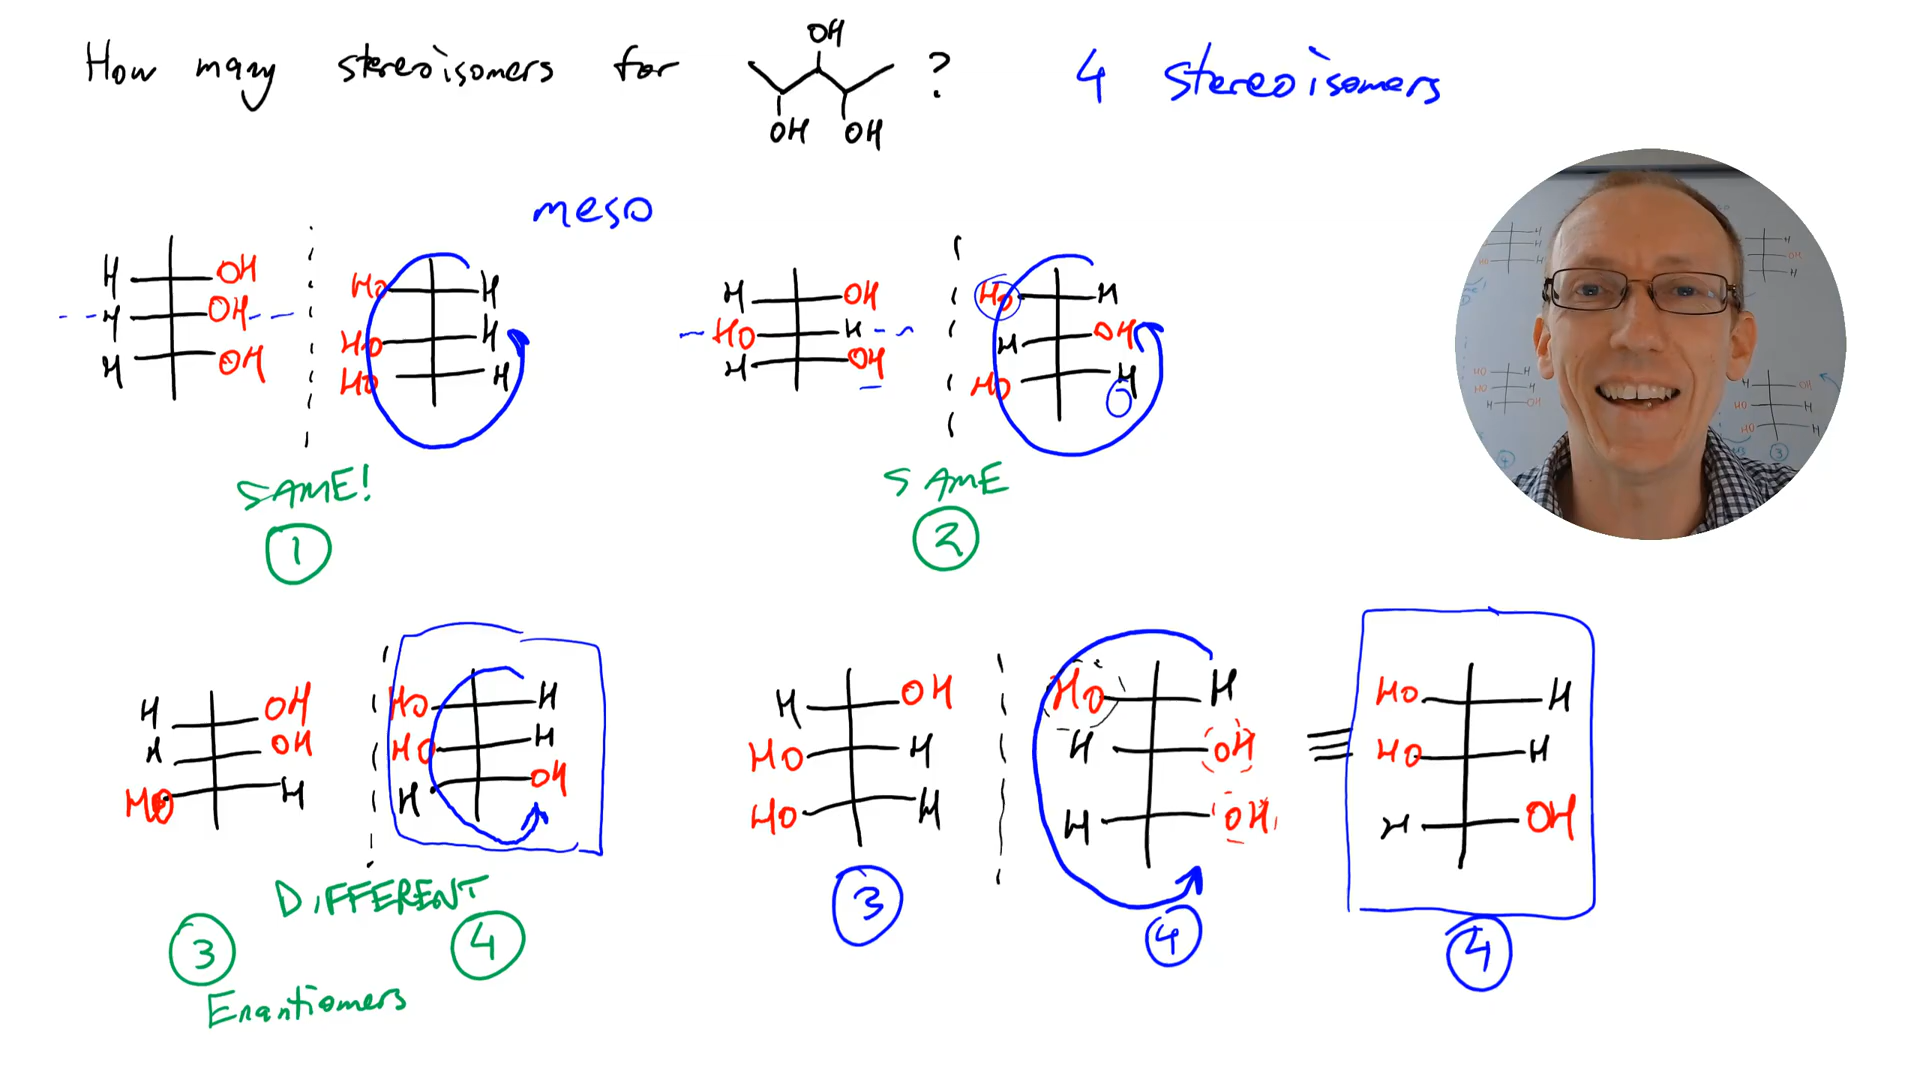 How many stereoisomers for ? 4 stereoisomers
OH
OH OH
meso
H OH HO H
H OH HO H
H OH HO H
H OH HO H
HO H H OH
H OH HO H
SAME! SAME
1 2
H OH HO H
H OH HO H
HO H H OH
H OH HO H ≡ HO H
HO H H OH HO H
HO H H OH H OH
DIFFERENT
3 4 3 4 4
Enantiomers